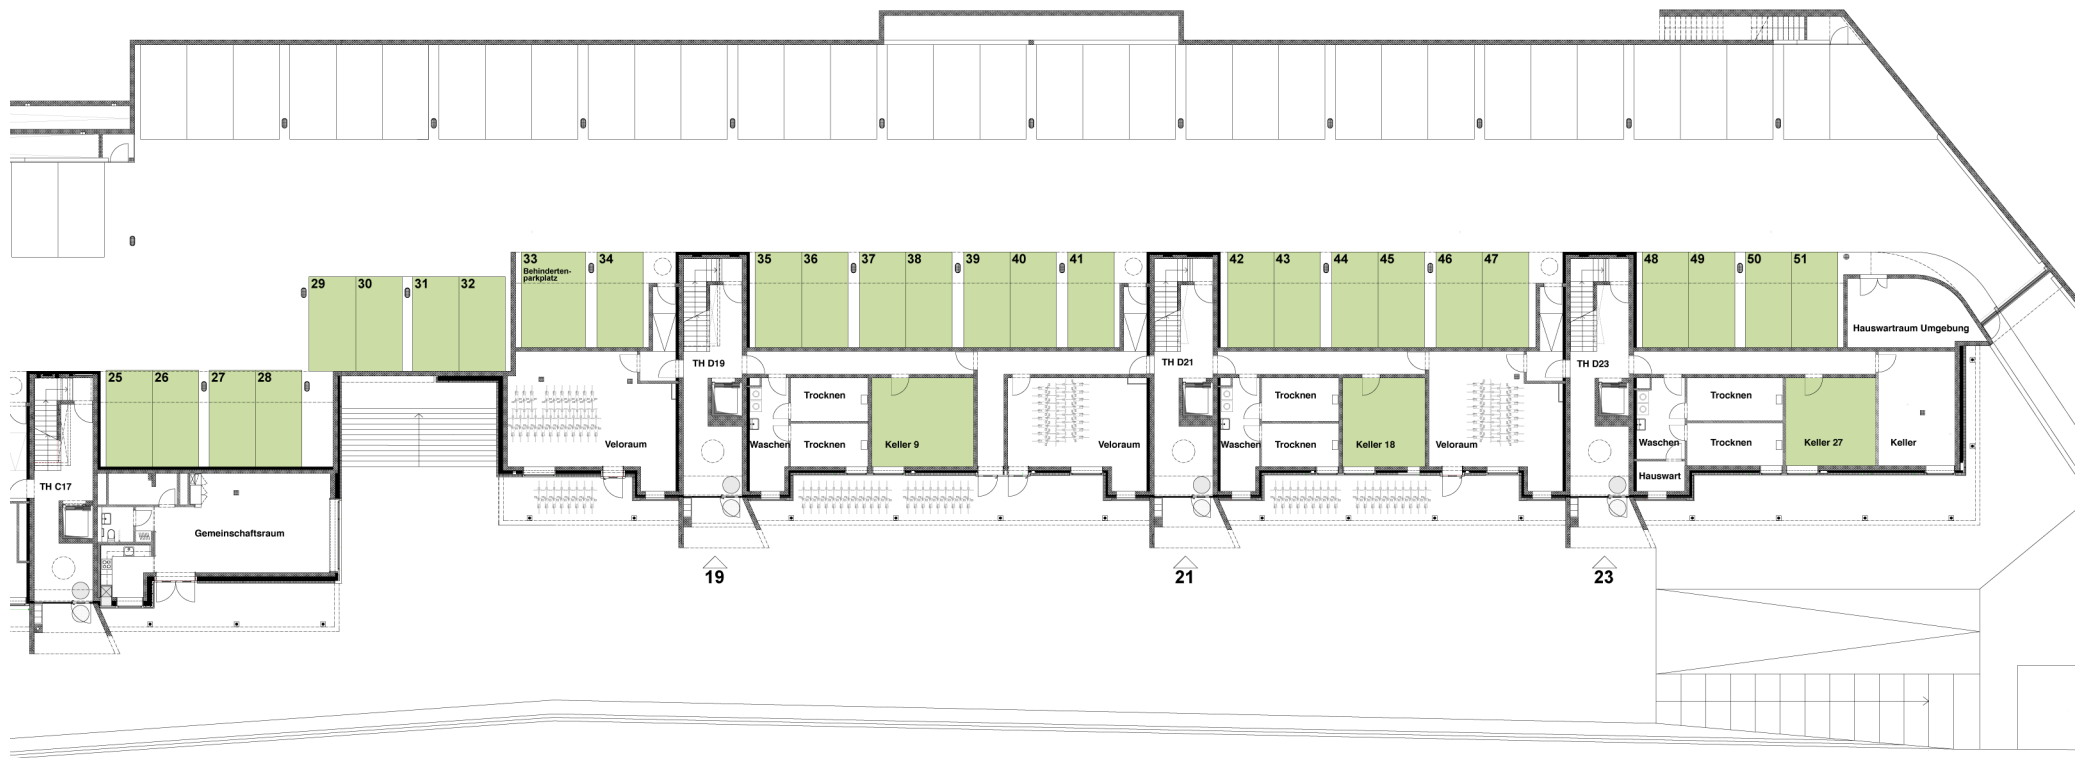 33
34
35
36
37
38
39
40
41
42
43
44
45
46
47
48
49
50
51
Behinderten-
parkplatz
29
30
31
32
Hauswartraum Umgebung
TH D19
TH D21
TH D23
25
26
27
28
Trocknen
Trocknen
Trocknen
Veloraum
Waschen
Trocknen
Keller 9
Veloraum
Waschen
Trocknen
Keller 18
Veloraum
Waschen
Trocknen
Keller 27
Keller
Hauswart
TH C17
Gemeinschaftsraum
19
21
23